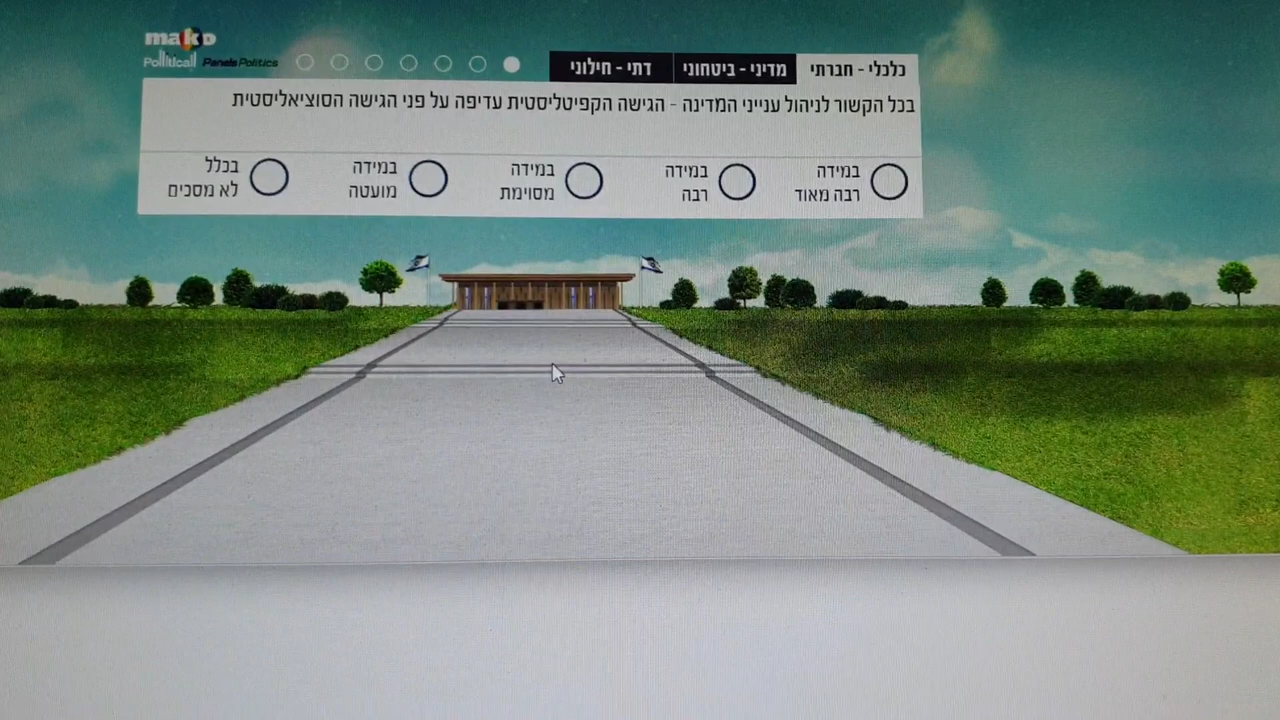 mako
Politicall Panels Politics
כלכלי - חברתי
מדיני - ביטחוני
דתי - חילוני
בכל הקשור לניהול ענייני המדינה - הגישה הקפיטליסטית עדיפה על פני הגישה הסוציאליסטית
במידה
רבה מאוד
במידה
רבה
במידה
מסוימת
במידה
מועטה
בכלל
לא מסכים